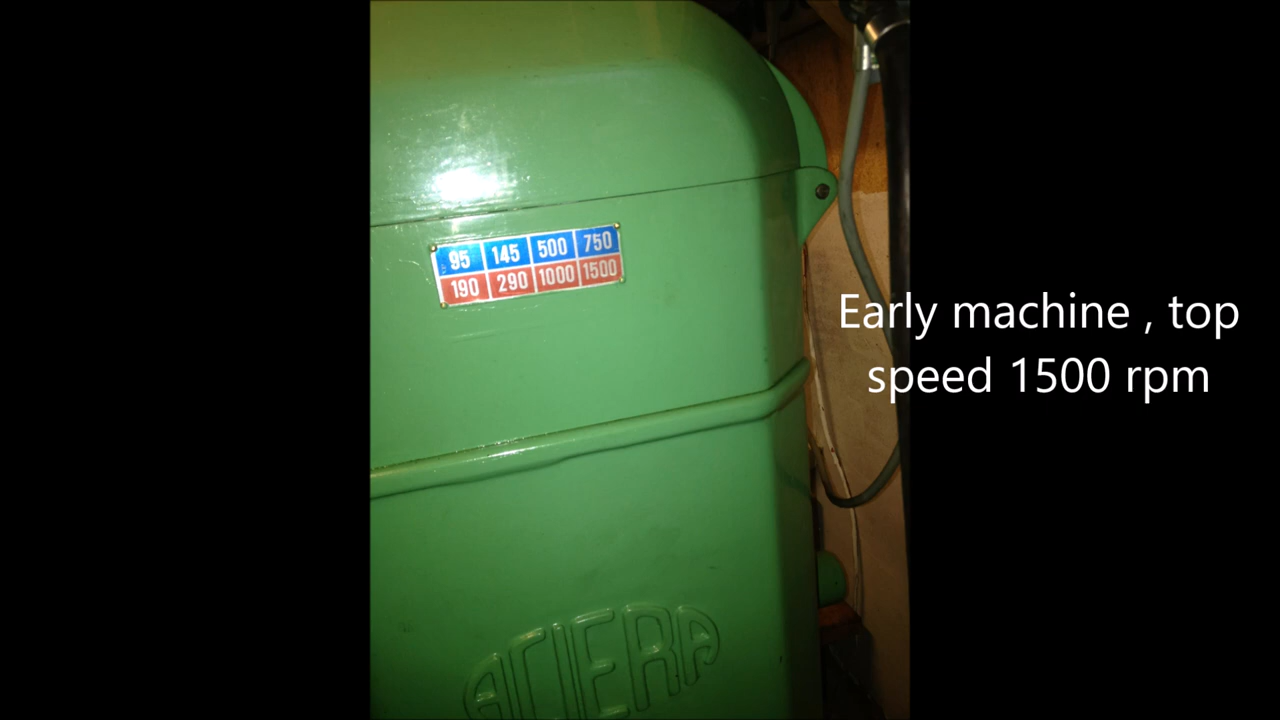 95 145 500 750
190 290 1000 1500
Early machine , top
speed 1500 rpm
ACIERA